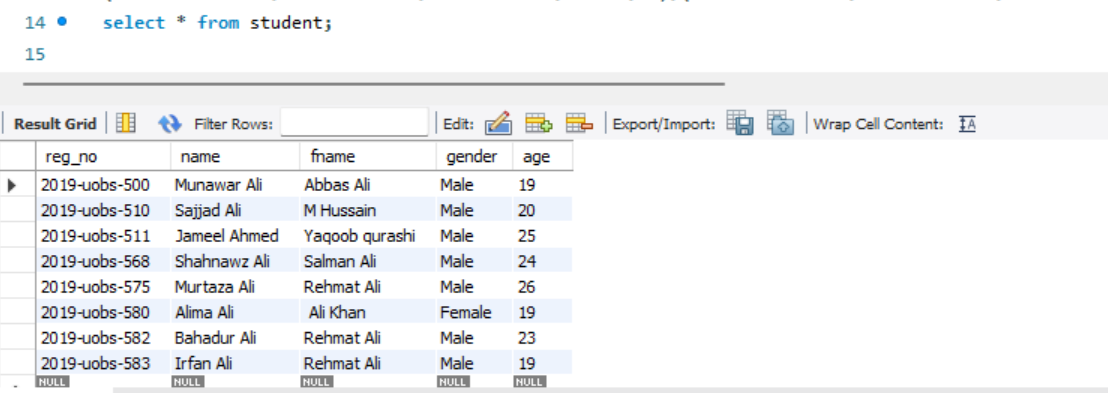 14 select * from student;
15
Result Grid Filter Rows: Edit: Export/Import: Wrap Cell Content: IA
reg_no name fname gender age
2019-uobs-500 Munawar Ali Abbas Ali Male 19
2019-uobs-510 Sajjad Ali M Hussain Male 20
2019-uobs-511 Jameel Ahmed Yaqoob qurashi Male 25
2019-uobs-568 Shahnawz Ali Salman Ali Male 24
2019-uobs-575 Murtaza Ali Rehmat Ali Male 26
2019-uobs-580 Alima Ali Ali Khan Female 19
2019-uobs-582 Bahadur Ali Rehmat Ali Male 23
2019-uobs-583 Irfan Ali Rehmat Ali Male 19
NULL NULL NULL NULL NULL